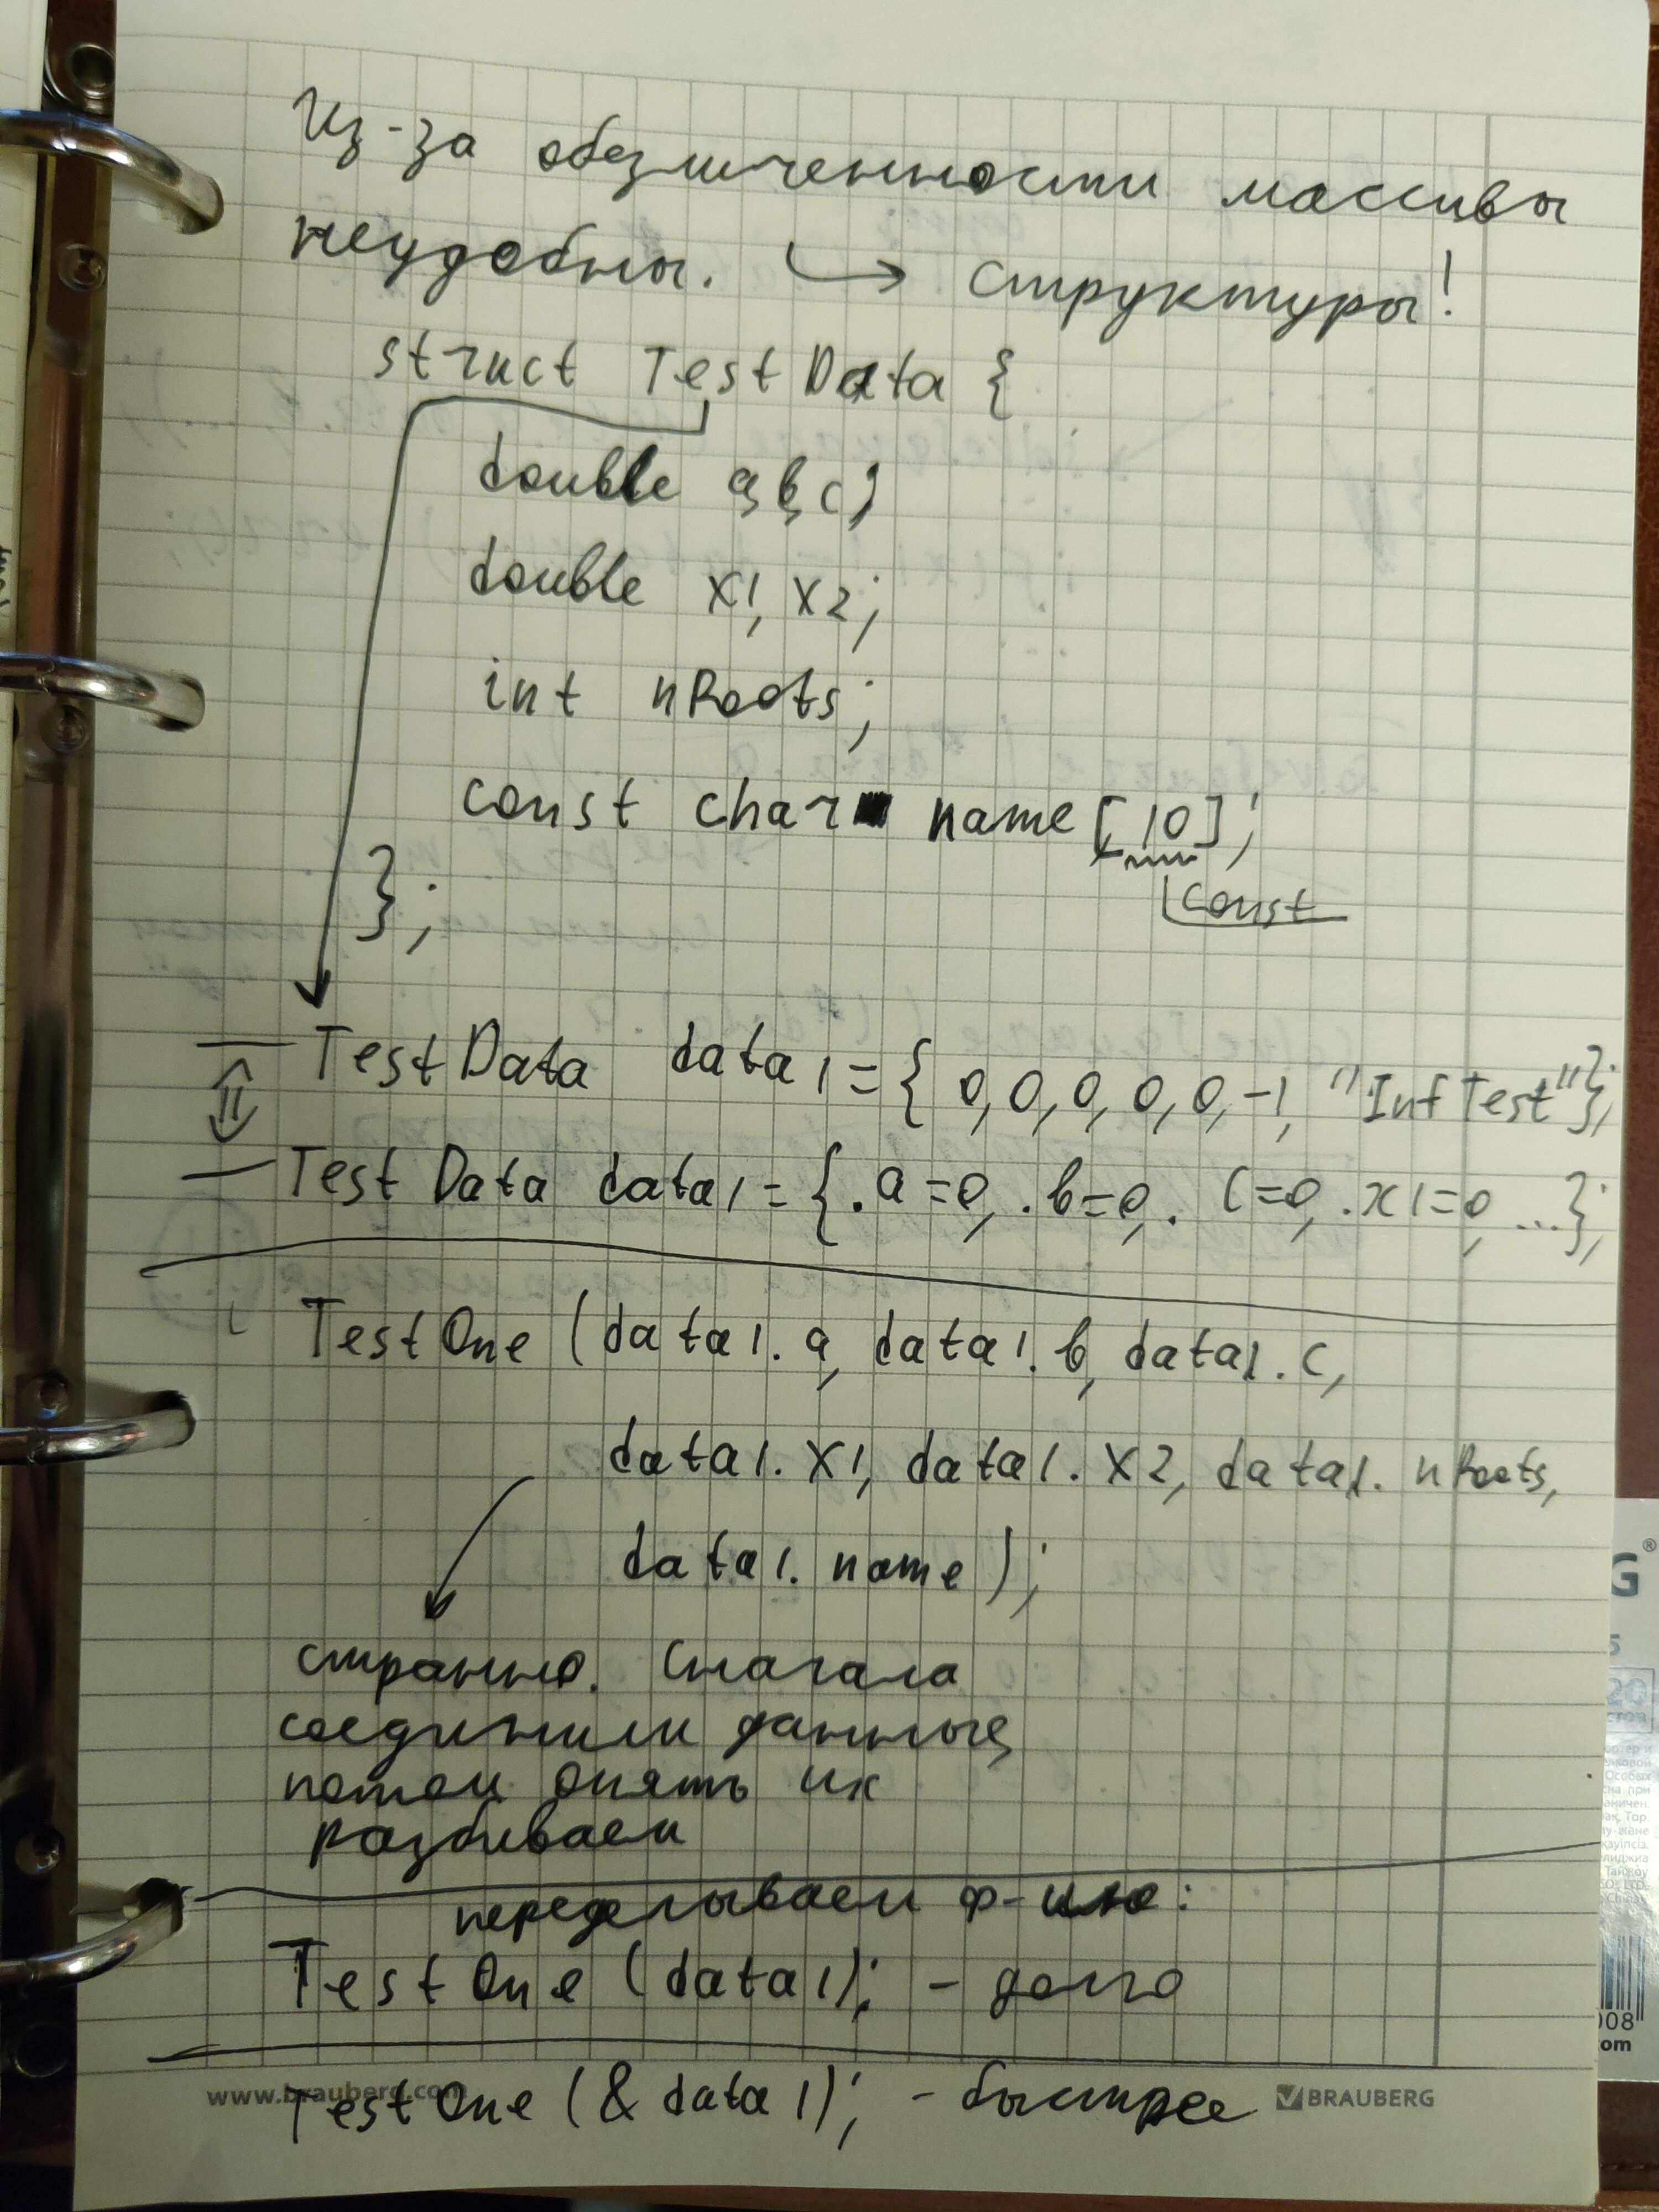 Из-за обезличенности массивы
неудобны. ↳ структуры!
struct TestData {
double a, b, c;
double x1, x2;
int nRoots;
const char name[10];
const
};
TestData data1 = { 0, 0, 0, 0, 0, -1, "InfTest"};
TestData data1 = {.a=0, .b=0, .c=0, .x1=0, ...};
TestOne (data1.a, data1.b, data1.c,
data1.x1, data1.x2, data1.nRoots,
data1.name);
странно. Сначала
соединили данные,
потом опять их
разбиваем
переделываем ф-цию:
TestOne (data1); - долго
TestOne (&data1); - быстрее
www.brauberg.com
BRAUBERG